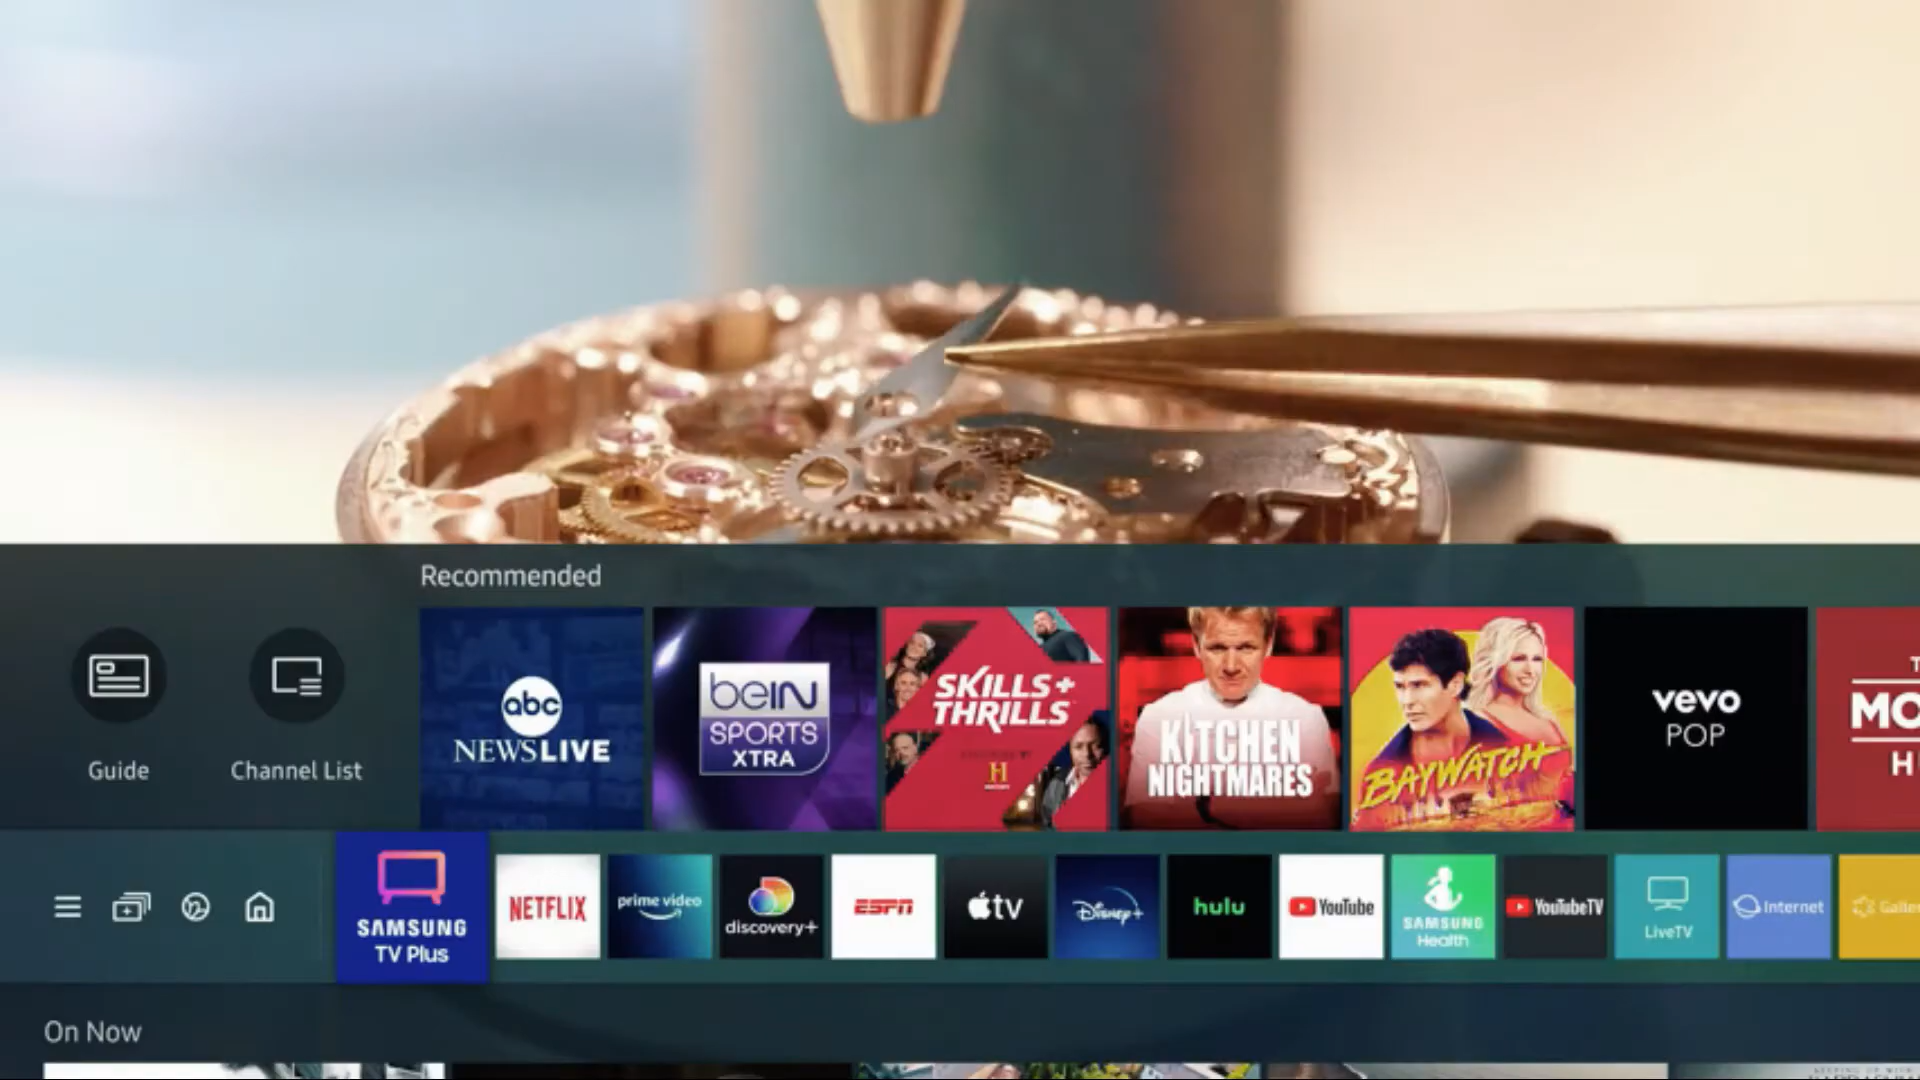 Recommended
Guide
Channel List
abc
NEWSLIVE
beIN
SPORTS
XTRA
SKILLS+
THRILLS
H
KITCHEN
NIGHTMARES
BAYWATCH
vevo
POP
MO
SAMSUNG
TV Plus
NETFLIX
prime video
discovery+
ESPN
tv
Disney+
hulu
YouTube
SAMSUNG
Health
YouTubeTV
LiveTV
Internet
On Now